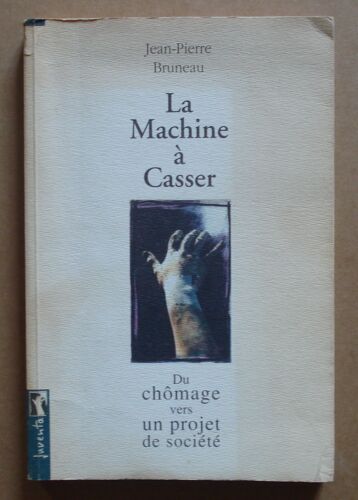 Jean-Pierre
Bruneau
La
Machine
à
Casser
Du
chômage
vers
un projet
de société
Juventa